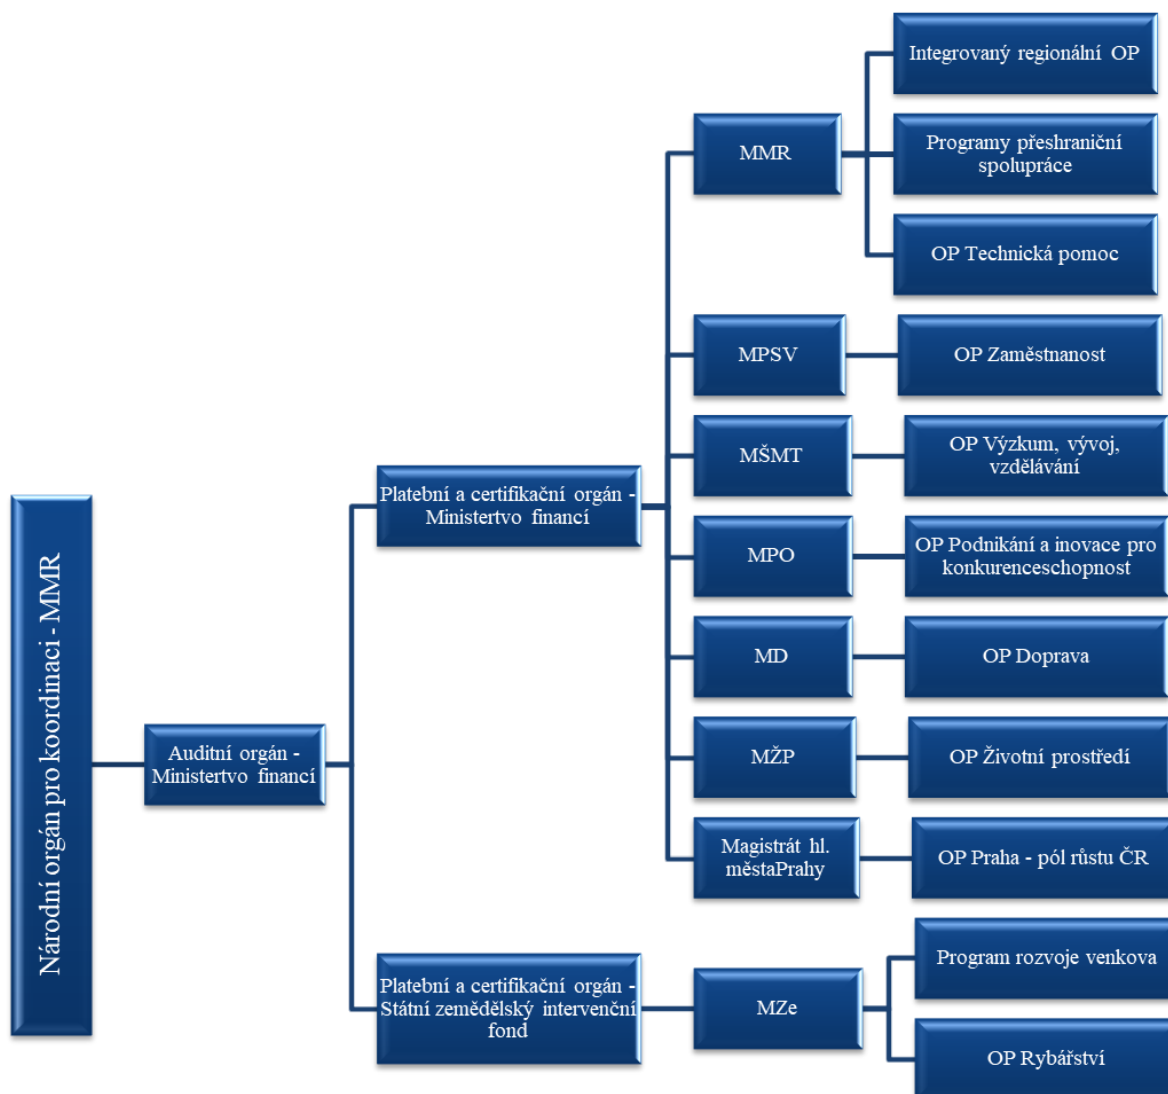 Národní orgán pro koordinaci - MMR
Auditní orgán -
Ministertvo financí
Platební a certifikační orgán -
Ministertvo financí
MMR
Integrovaný regionální OP
Programy přeshraniční
spolupráce
OP Technická pomoc
MPSV
OP Zaměstnanost
MŠMT
OP Výzkum, vývoj,
vzdělávání
MPO
OP Podnikání a inovace pro
konkurenceschopnost
MD
OP Doprava
MŽP
OP Životní prostředí
Magistrát hl.
městaPrahy
OP Praha - pól růstu ČR
Platební a certifikační orgán -
Státní zemědělský intervenční
fond
MZe
Program rozvoje venkova
OP Rybářství